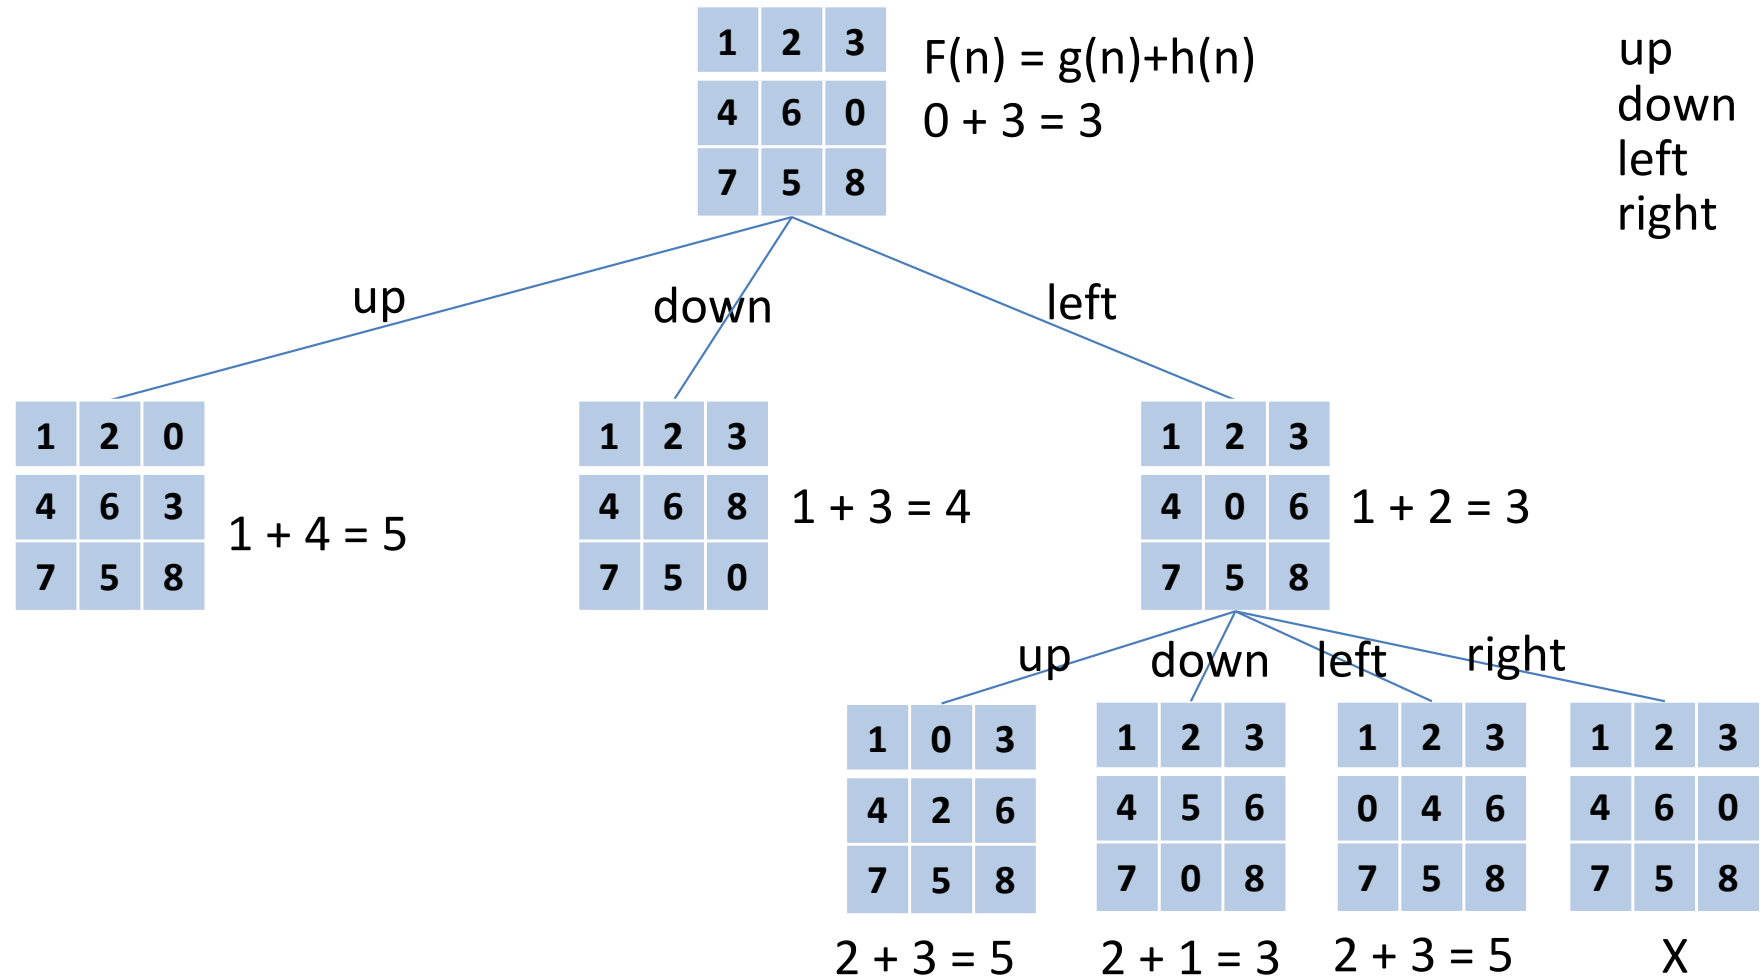 1 2 3
4 6 0
7 5 8
F(n) = g(n)+h(n)
0 + 3 = 3
up
down
left
right
up
down
left
1 2 0
4 6 3
7 5 8
1 + 4 = 5
1 2 3
4 6 8
7 5 0
1 + 3 = 4
1 2 3
4 0 6
7 5 8
1 + 2 = 3
up
down
left
right
1 0 3
4 2 6
7 5 8
2 + 3 = 5
1 2 3
4 5 6
7 0 8
2 + 1 = 3
1 2 3
0 4 6
7 5 8
2 + 3 = 5
1 2 3
4 6 0
7 5 8
X